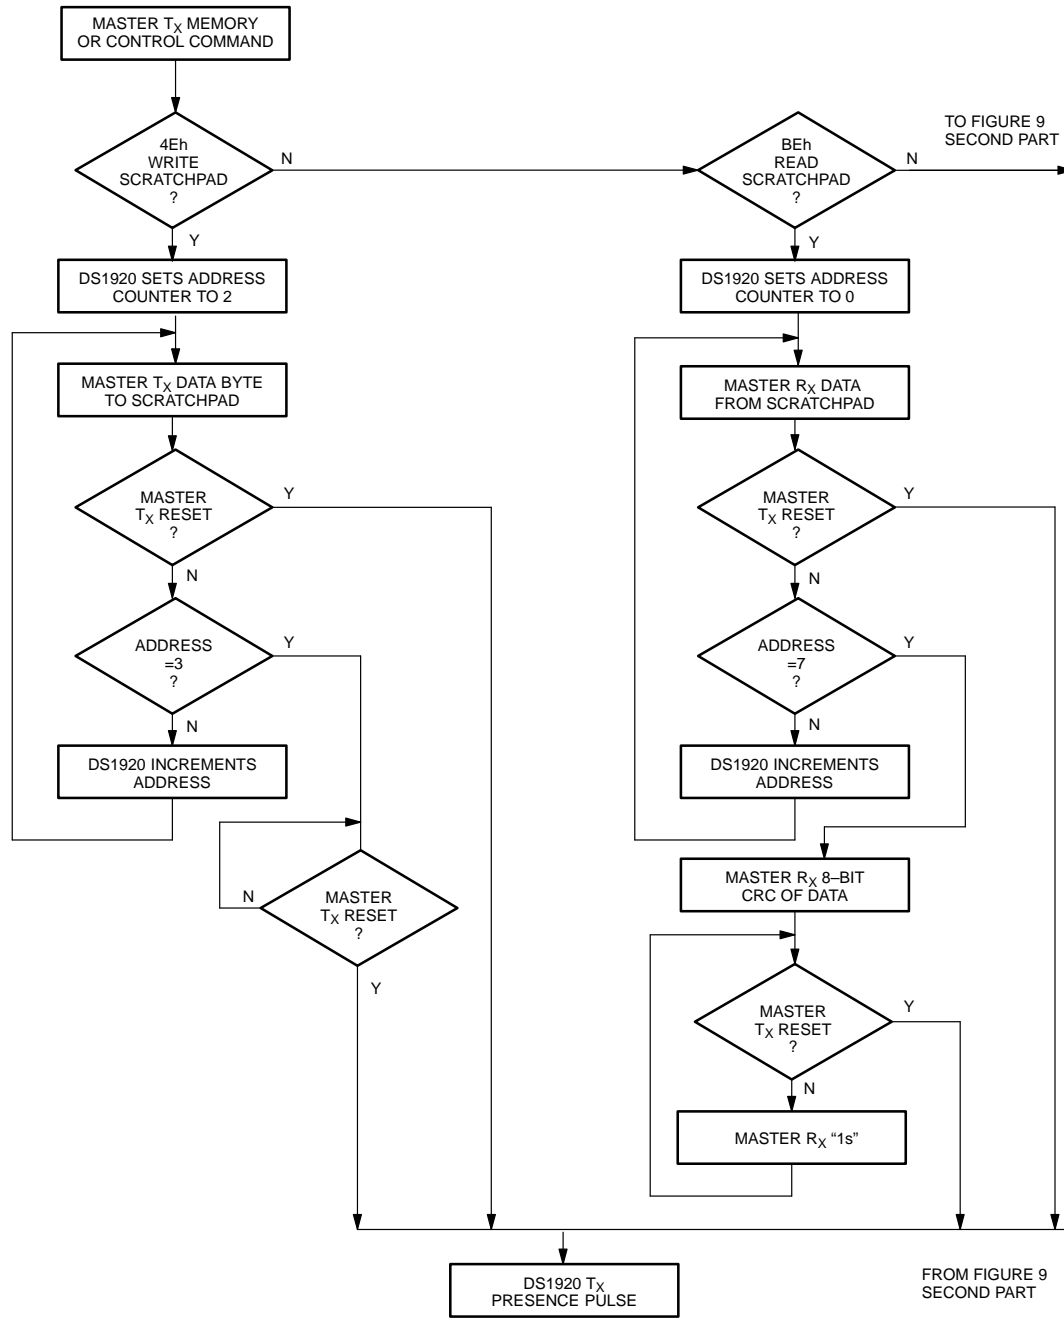 MASTER TX MEMORY
OR CONTROL COMMAND
4Eh
WRITE
SCRATCHPAD
?
N
Y
DS1920 SETS ADDRESS
COUNTER TO 2
MASTER TX DATA BYTE
TO SCRATCHPAD
MASTER
TX RESET
?
Y
N
ADDRESS
=3
?
Y
N
DS1920 INCREMENTS
ADDRESS
MASTER
TX RESET
?
N
Y
BEh
READ
SCRATCHPAD
?
N
TO FIGURE 9
SECOND PART
Y
DS1920 SETS ADDRESS
COUNTER TO 0
MASTER RX DATA
FROM SCRATCHPAD
MASTER
TX RESET
?
Y
N
ADDRESS
=7
?
Y
N
DS1920 INCREMENTS
ADDRESS
MASTER RX 8–BIT
CRC OF DATA
MASTER
TX RESET
?
Y
N
MASTER RX “1s”
DS1920 TX
PRESENCE PULSE
FROM FIGURE 9
SECOND PART